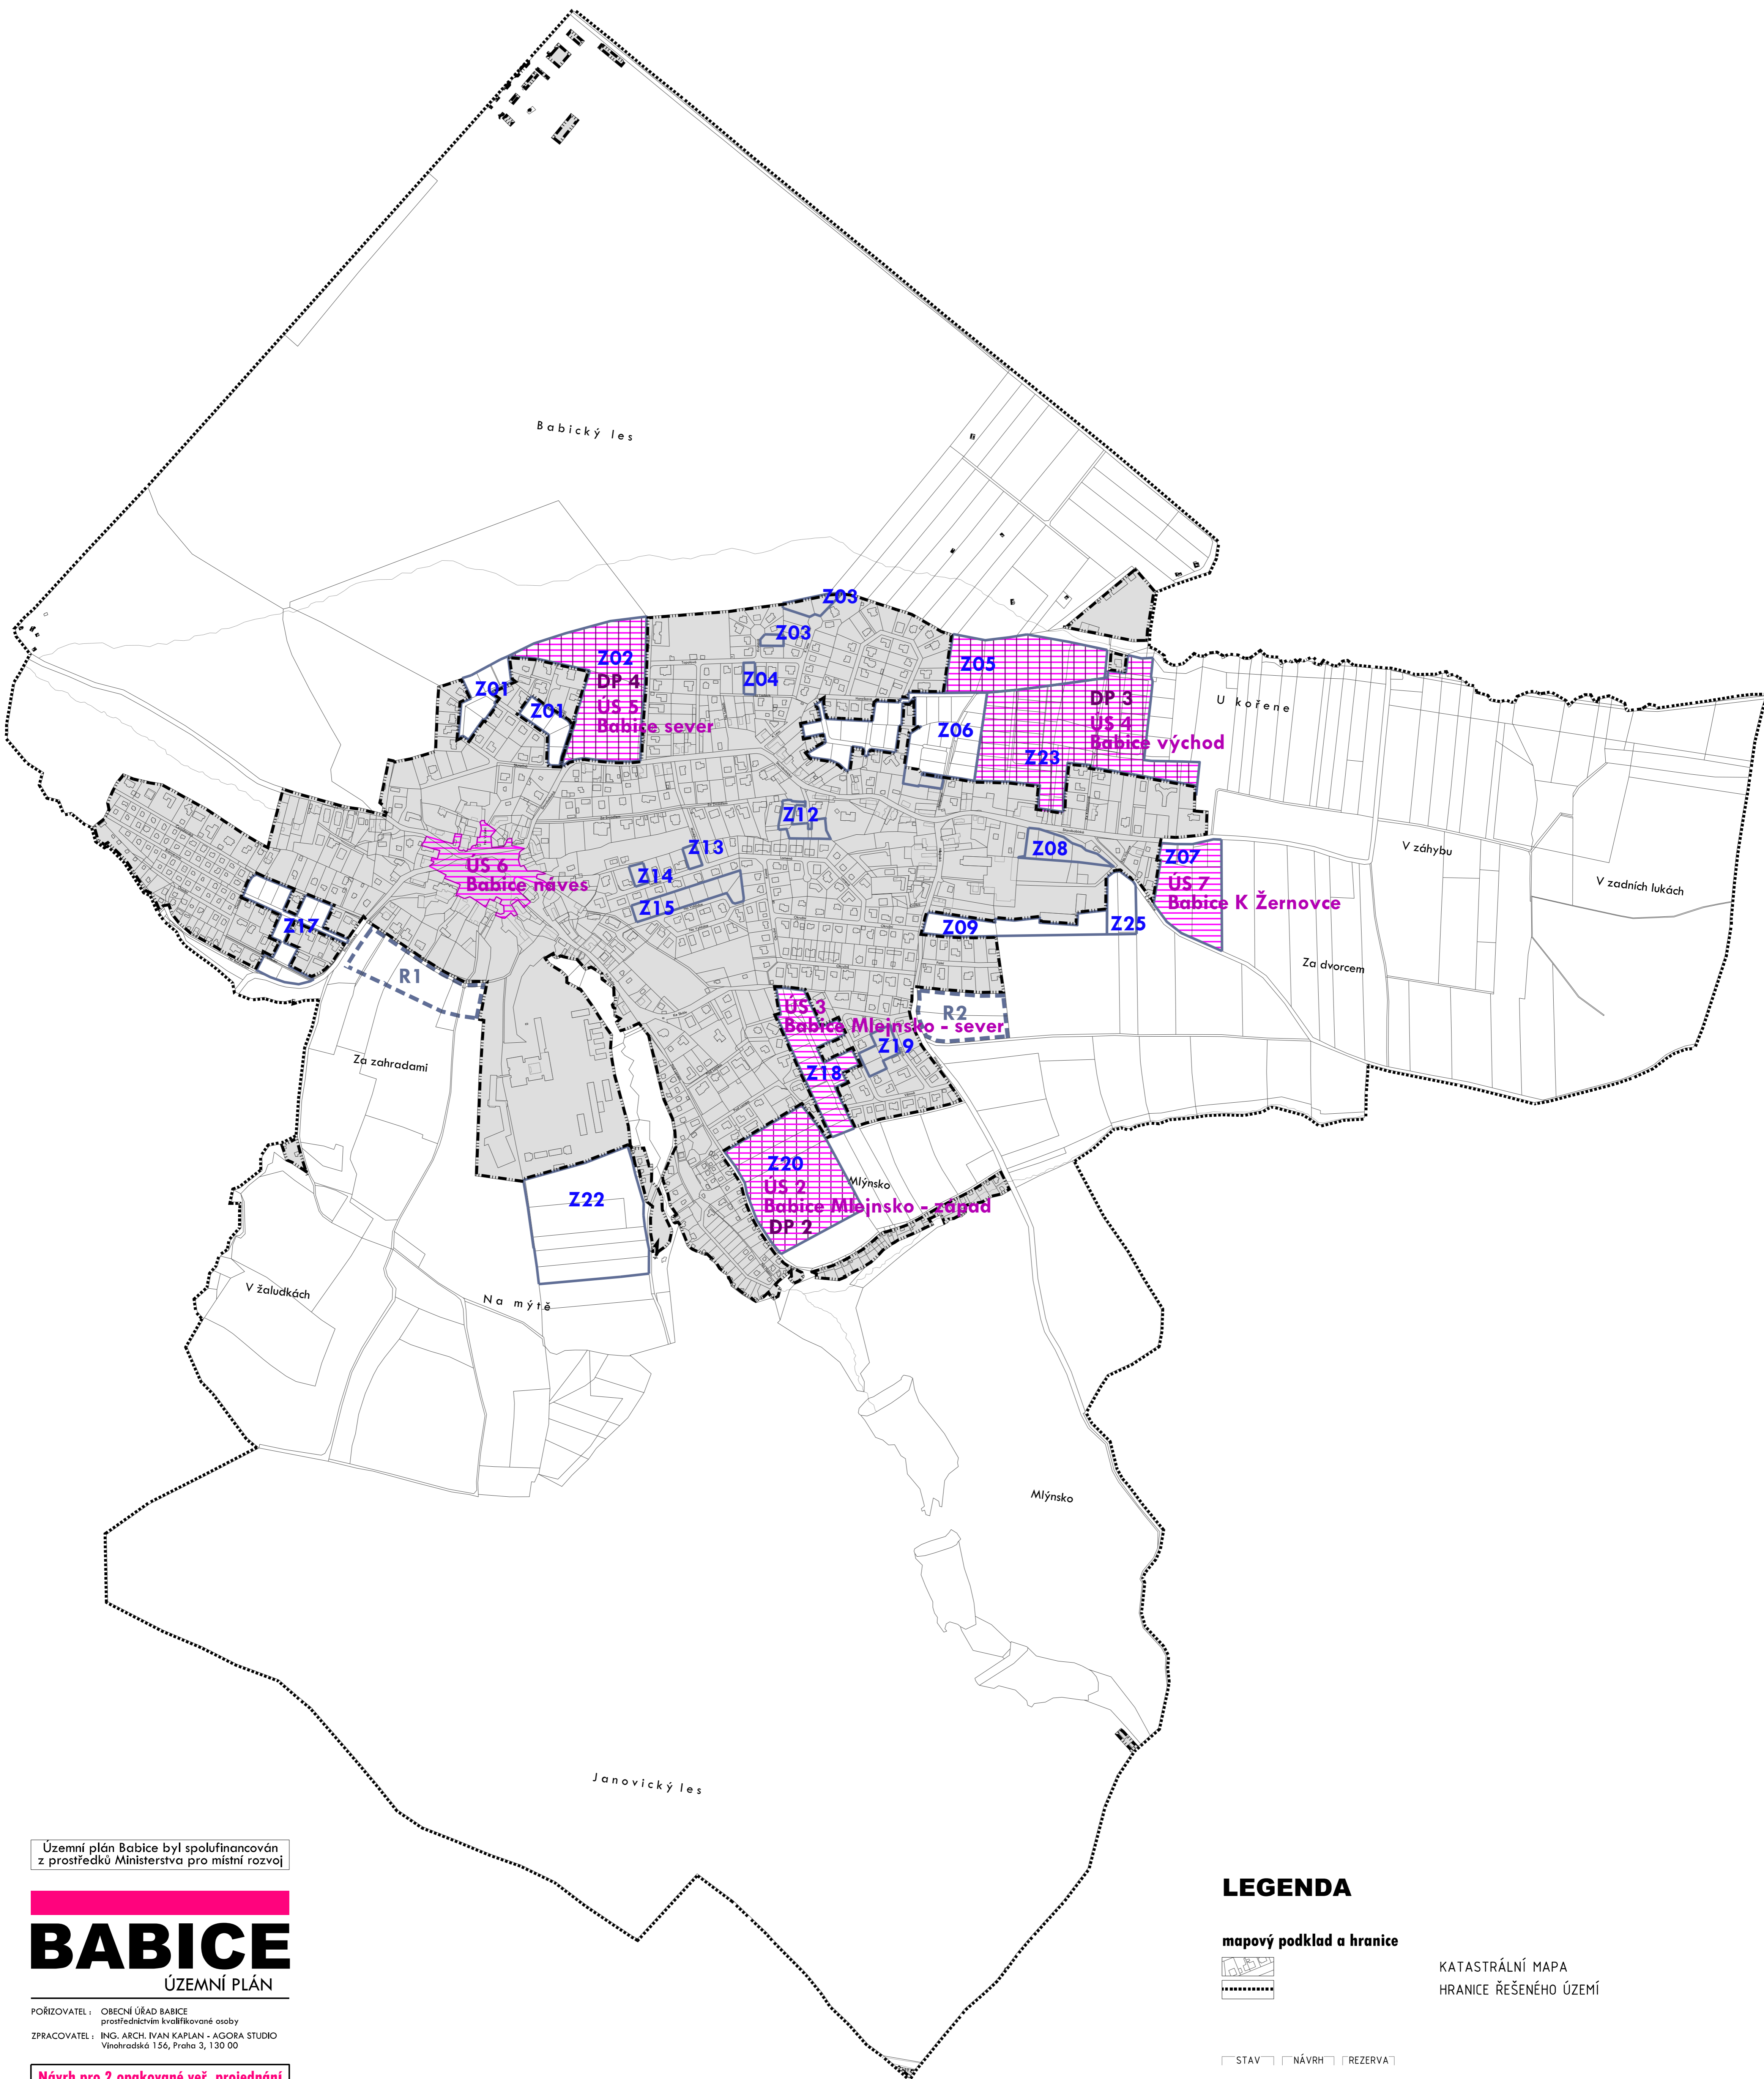 Babický les
Z03
Z03
Z02
Z05
DP 4
Z04
Z01
DP 3
U kořene
ÚS 5
Z01
ÚS 4
Babice sever
Z06
Babice východ
Z23
Z12
Z13
Z08
V záhybu
Z07
ÚS 6
Z14
ÚS 7
Babice náves
V zadních lukách
Babice K Žernovce
Z15
Z17
Z09
Z25
Za dvorcem
R1
ÚS 3
R2
Babice Mlejnsko - sever
Z19
Za zahradami
Z18
Z20
Mlýnsko
ÚS 2
Z22
Babice Mlejnsko - západ
DP 2
V žaludkách
Na mýtě
Mlýnsko
Janovický les
Územní plán Babice byl spolufinancován
z prostředků Ministerstva pro místní rozvoj
BABICE
ÚZEMNÍ PLÁN
POŘIZOVATEL : OBECNÍ ÚŘAD BABICE
prostřednictvím kvalifikované osoby
ZPRACOVATEL : ING. ARCH. IVAN KAPLAN - AGORA STUDIO
Vinohradská 156, Praha 3, 130 00
Návrh pro 2 opakované veř. projednání
LEGENDA
mapový podklad a hranice
KATASTRÁLNÍ MAPA
HRANICE ŘEŠENÉHO ÚZEMÍ
STAV NÁVRH REZERVA